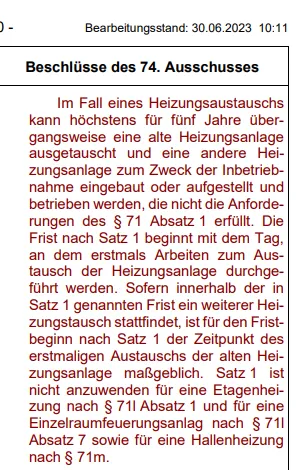 0 -
Bearbeitungsstand: 30.06.2023  10:11
Beschlüsse des 74. Ausschusses
Im Fall eines Heizungsaustauschs
kann höchstens für fünf Jahre über-
gangsweise eine alte Heizungsanlage
ausgetauscht und eine andere Hei-
zungsanlage zum Zweck der Inbetrieb-
nahme eingebaut oder aufgestellt und
betrieben werden, die nicht die Anforde-
rungen des § 71 Absatz 1 erfüllt. Die
Frist nach Satz 1 beginnt mit dem Tag,
an dem erstmals Arbeiten zum Aus-
tausch der Heizungsanlage durchge-
führt werden. Sofern innerhalb der in
Satz 1 genannten Frist ein weiterer Hei-
zungstausch stattfindet, ist für den Frist-
beginn nach Satz 1 der Zeitpunkt des
erstmaligen Austauschs der alten Hei-
zungsanlage maßgeblich. Satz 1 ist
nicht anzuwenden für eine Etagenhei-
zung nach § 71l Absatz 1 und für eine
Einzelraumfeuerungsanlag nach § 71l
Absatz 7 sowie für eine Hallenheizung
nach § 71m.